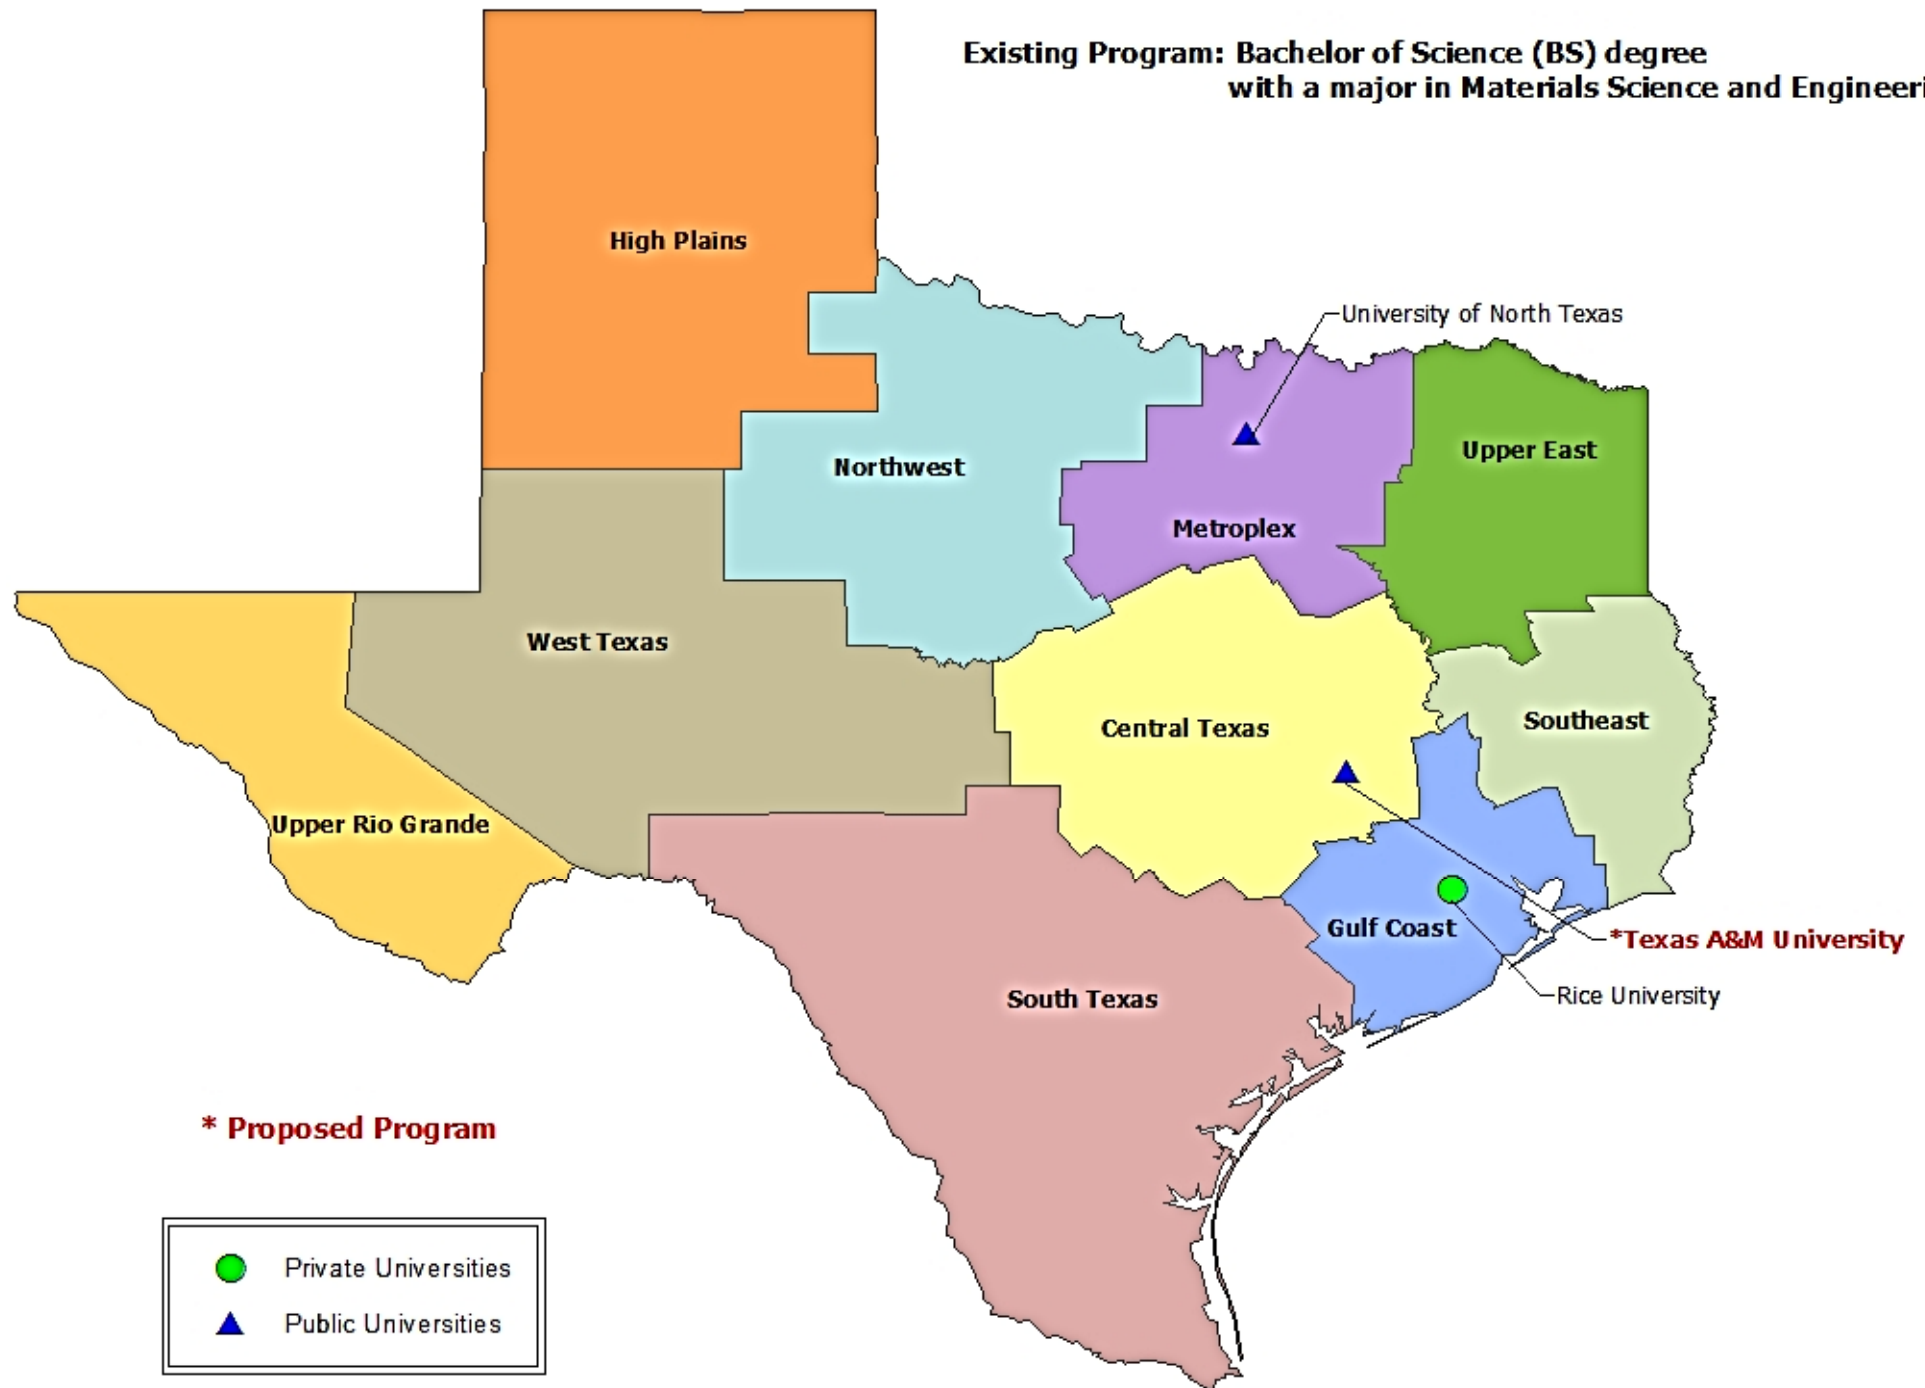 Existing Program: Bachelor of Science (BS) degree
with a major in Materials Science and Engineeri
High Plains
University of North Texas
Upper East
Northwest
Metroplex
West Texas
Southeast
Central Texas
Upper Rio Grande
Gulf Coast
*Texas A&M University
Rice University
South Texas
* Proposed Program
Private Universities
Public Universities